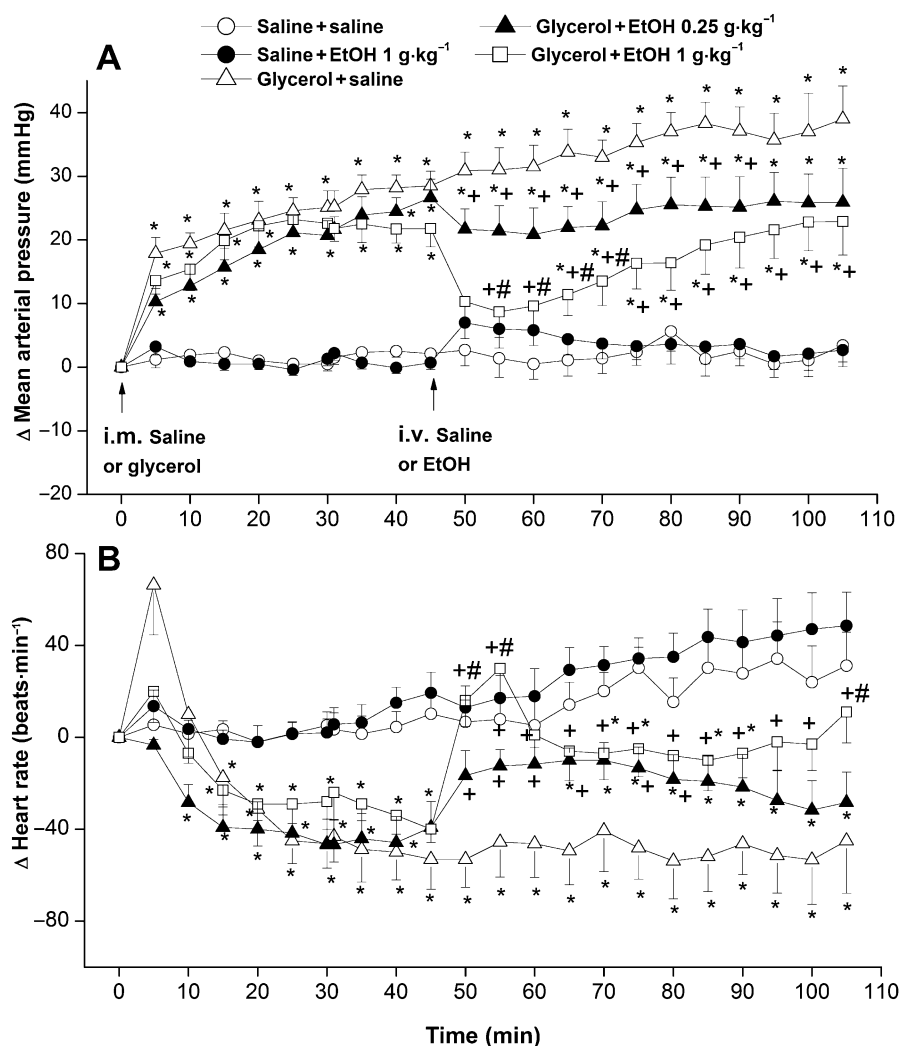 Saline + saline
Glycerol + EtOH 0.25 g·kg⁻¹
Saline + EtOH 1 g·kg⁻¹
Glycerol + EtOH 1 g·kg⁻¹
Glycerol + saline
A
Δ Mean arterial pressure (mmHg)
40
30
20
10
0
–10
–20
i.m. Saline
or glycerol
i.v. Saline
or EtOH
0 10 20 30 40 50 60 70 80 90 100 110
B
Δ Heart rate (beats·min⁻¹)
80
40
0
–40
–80
0 10 20 30 40 50 60 70 80 90 100 110
Time (min)